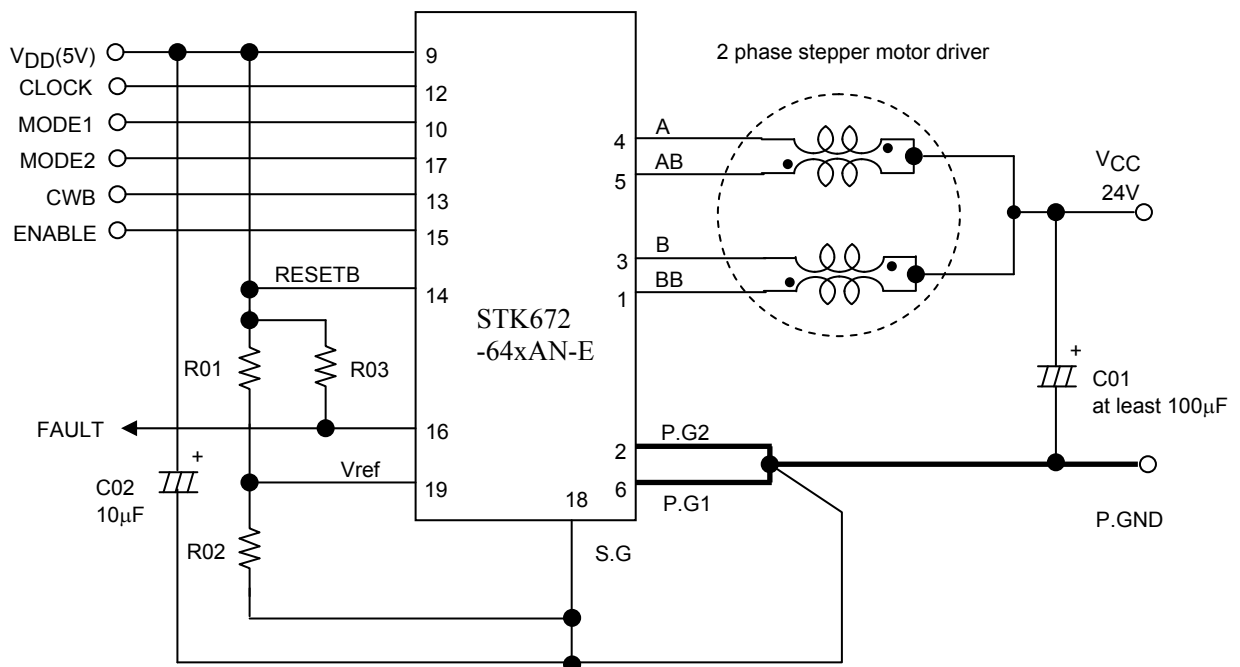 VDD(5V)
CLOCK
MODE1
MODE2
CWB
ENABLE
9
12
10
17
13
15
RESETB
14
R01
R03
FAULT
16
Vref
19
C02
10µF
+
R02
STK672
-64xAN-E
18
S.G
2 phase stepper motor driver
4
A
5
AB
3
B
1
BB
2
P.G2
6
P.G1
VCC
24V
+
C01
at least 100µF
P.GND